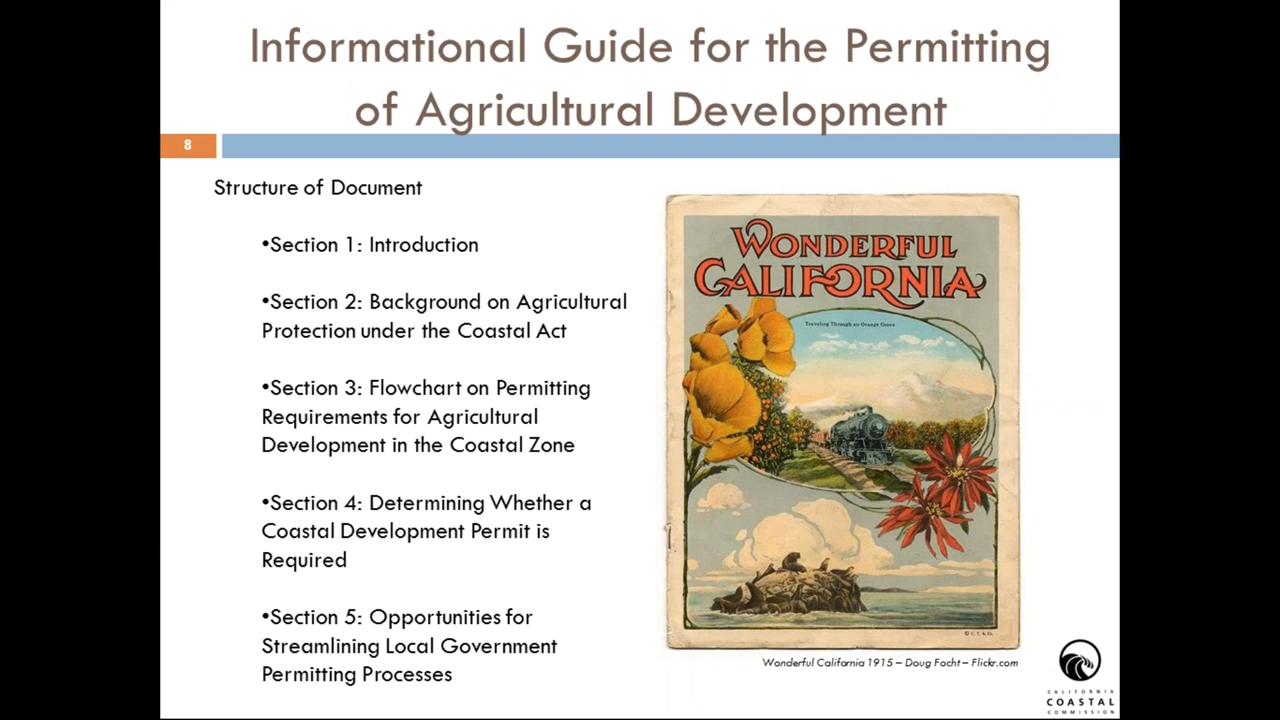 Informational Guide for the Permitting
of Agricultural Development
8
Structure of Document
•Section 1: Introduction
•Section 2: Background on Agricultural
Protection under the Coastal Act
•Section 3: Flowchart on Permitting
Requirements for Agricultural
Development in the Coastal Zone
•Section 4: Determining Whether a
Coastal Development Permit is
Required
•Section 5: Opportunities for
Streamlining Local Government
Permitting Processes
WONDERFUL
CALIFORNIA
Traveling Through an Orange Grove
Wonderful California 1915 – Doug Focht – Flickr.com
CALIFORNIA
COASTAL
COMMISSION